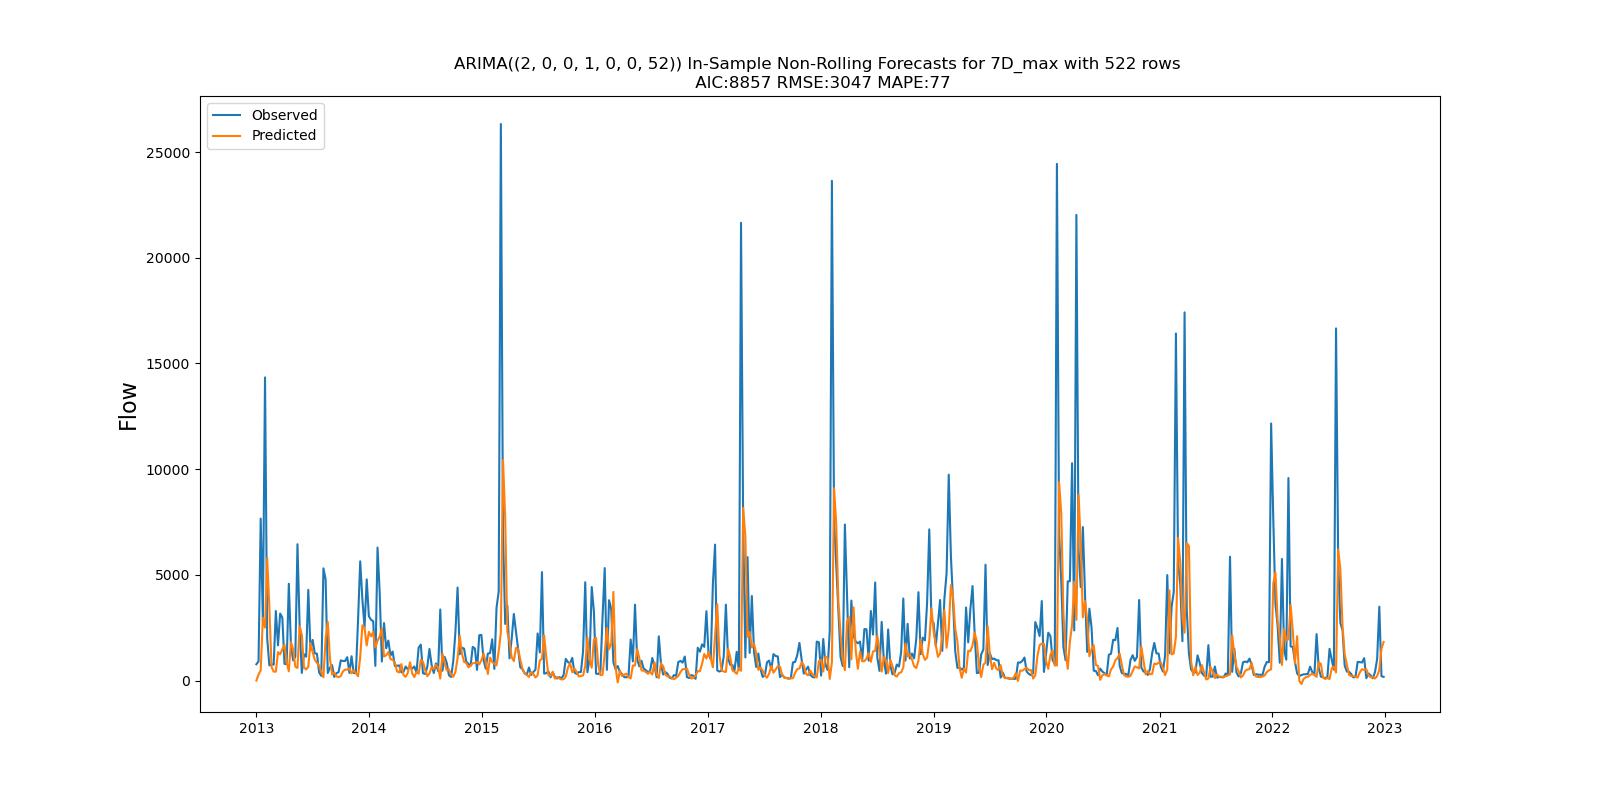 ARIMA((2, 0, 0, 1, 0, 0, 52)) In-Sample Non-Rolling Forecasts for 7D_max with 522 rows
AIC:8857 RMSE:3047 MAPE:77
Observed
Predicted
25000
20000
15000
10000
5000
0
Flow
2013 2014 2015 2016 2017 2018 2019 2020 2021 2022 2023